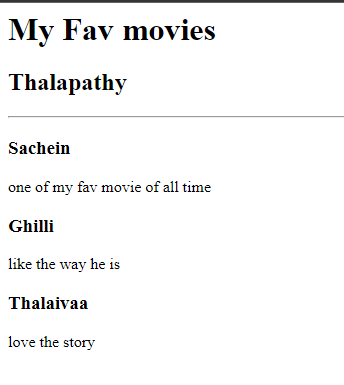 My Fav movies
Thalapathy
Sachein
one of my fav movie of all time
Ghilli
like the way he is
Thalaivaa
love the story